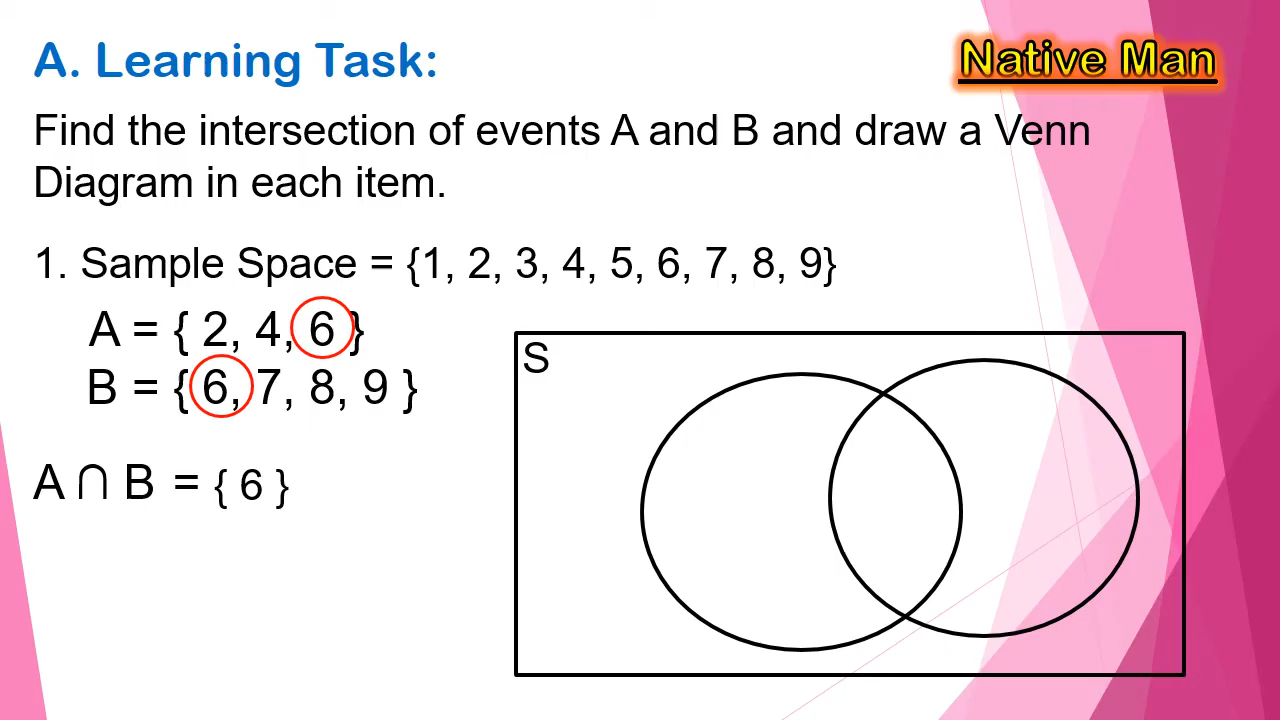 A. Learning Task:
Native Man
Find the intersection of events A and B and draw a Venn
Diagram in each item.
1. Sample Space = {1, 2, 3, 4, 5, 6, 7, 8, 9}
A = { 2, 4, 6 }
B = { 6, 7, 8, 9 }
A ∩ B = { 6 }
S